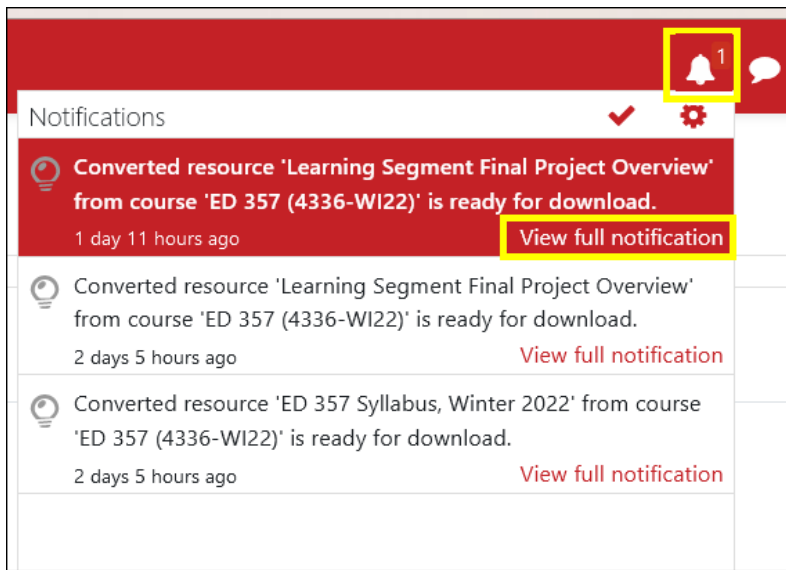 1
Notifications
Converted resource 'Learning Segment Final Project Overview'
from course 'ED 357 (4336-WI22)' is ready for download.
1 day 11 hours ago View full notification
Converted resource 'Learning Segment Final Project Overview'
from course 'ED 357 (4336-WI22)' is ready for download.
2 days 5 hours ago View full notification
Converted resource 'ED 357 Syllabus, Winter 2022' from course
'ED 357 (4336-WI22)' is ready for download.
2 days 5 hours ago View full notification